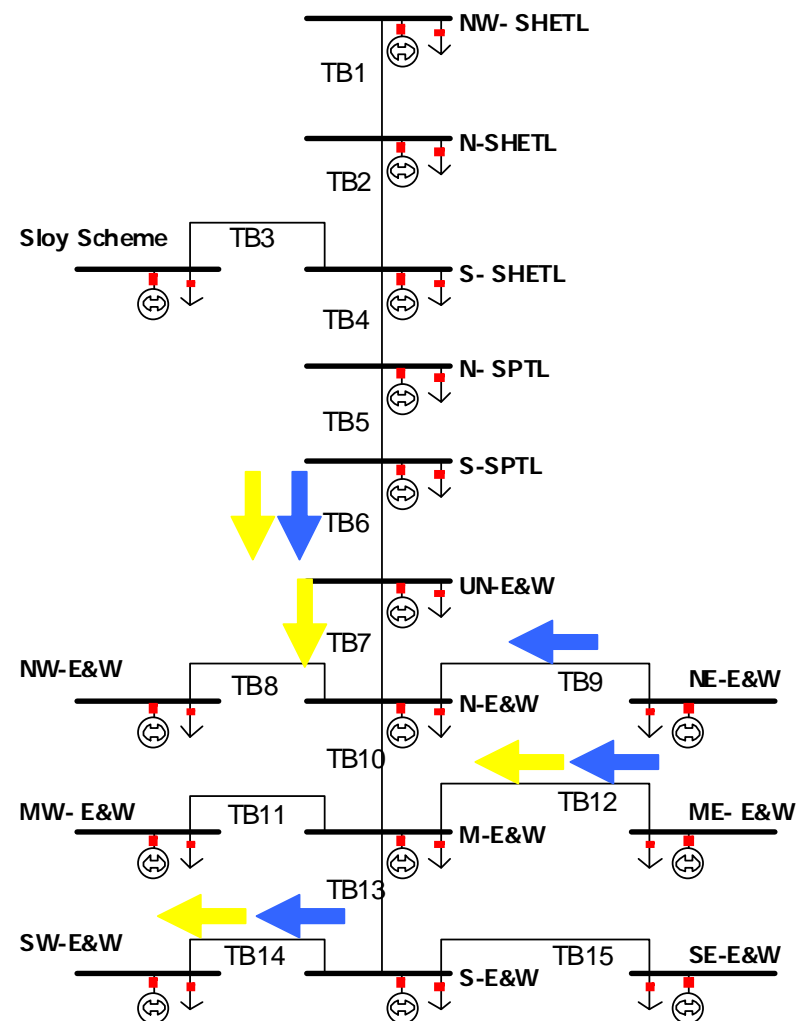 NW- SHETL
TB1
N-SHETL
TB2
Sloy Scheme
TB3
S- SHETL
TB4
N- SPTL
TB5
S-SPTL
TB6
UN-E&W
TB7
NW-E&W
TB8
N-E&W
TB9
NE-E&W
TB10
MW- E&W
TB11
M-E&W
TB12
ME- E&W
TB13
SW-E&W
TB14
S-E&W
TB15
SE-E&W